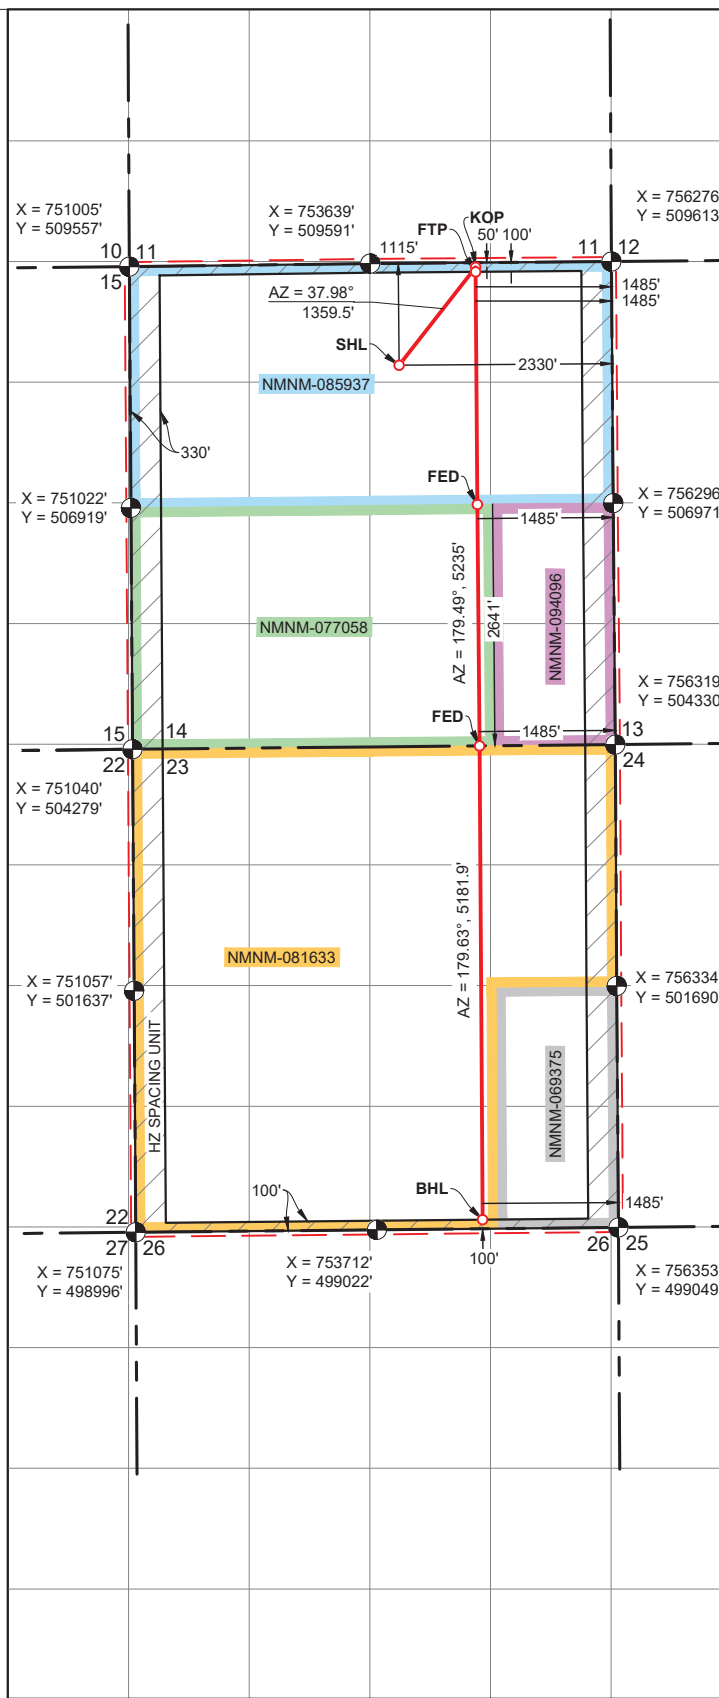 X = 751005'
Y = 509557'
X = 753639'
Y = 509591'
X = 756276
Y = 509613
KOP
FTP
1115'
50' 100'
10 11
11 12
15
1485'
1485'
AZ = 37.98°
1359.5'
SHL
2330'
NMNM-085937
330'
FED
X = 751022'
Y = 506919'
X = 756296
Y = 506971
1485'
AZ = 179.49°, 5235'
2641'
NMNM-094096
NMNM-077058
X = 756319
Y = 504330
FED
1485'
15 14
13
22 23
24
X = 751040'
Y = 504279'
AZ = 179.63°, 5181.9'
NMNM-081633
X = 751057'
Y = 501637'
X = 756334
Y = 501690
HZ SPACING UNIT
NMNM-069375
100'
BHL
1485'
22
27 26
26 25
100'
X = 751075'
Y = 498996'
X = 753712'
Y = 499022'
X = 756353
Y = 499049